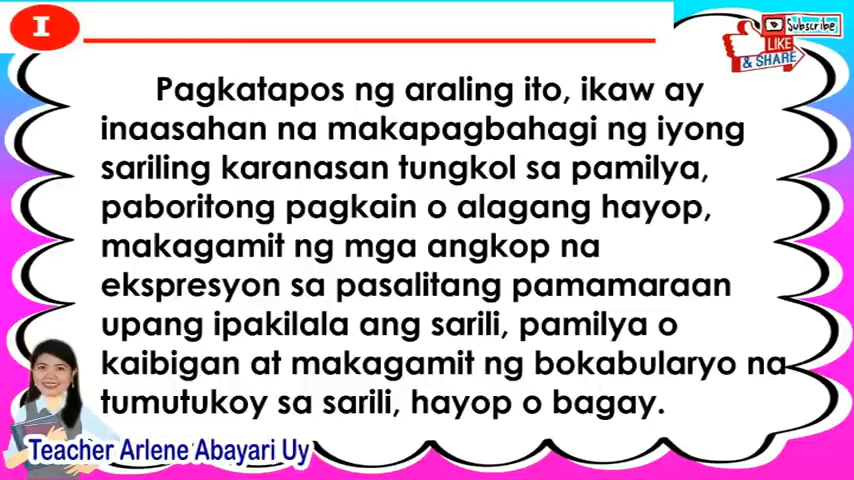 I
Subscribe
LIKE
& SHARE
Pagkatapos ng araling ito, ikaw ay
inaasahan na makapagbahagi ng iyong
sariling karanasan tungkol sa pamilya,
paboritong pagkain o alagang hayop,
makagamit ng mga angkop na
ekspresyon sa pasalitang pamamaraan
upang ipakilala ang sarili, pamilya o
kaibigan at makagamit ng bokabularyo na
tumutukoy sa sarili, hayop o bagay.
Teacher Arlene Abayari Uy